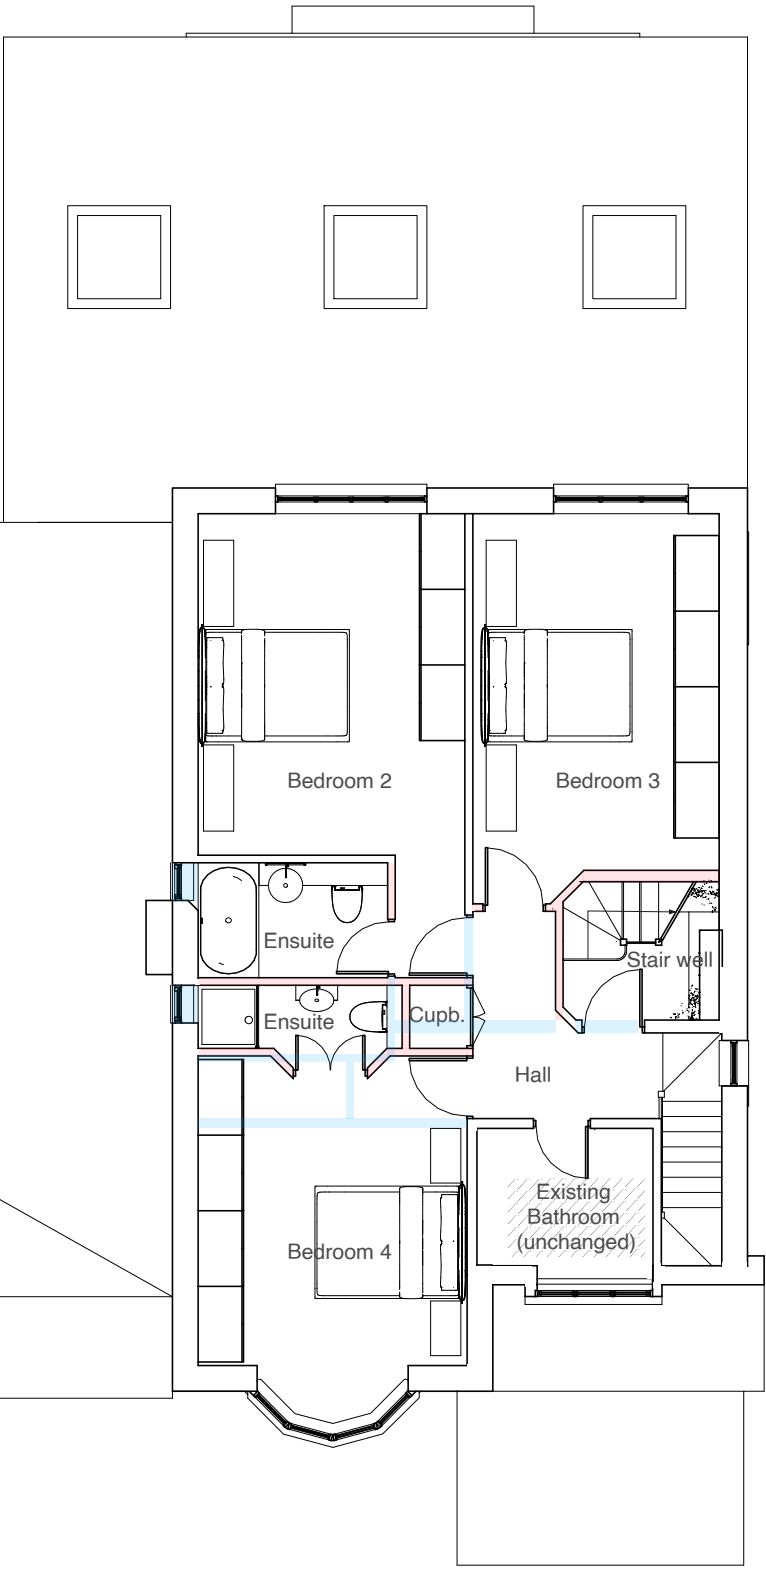 Bedroom 2
Bedroom 3
Ensuite
Stair well
Ensuite
Cupb.
Hall
Existing
Bathroom
(unchanged)
Bedroom 4